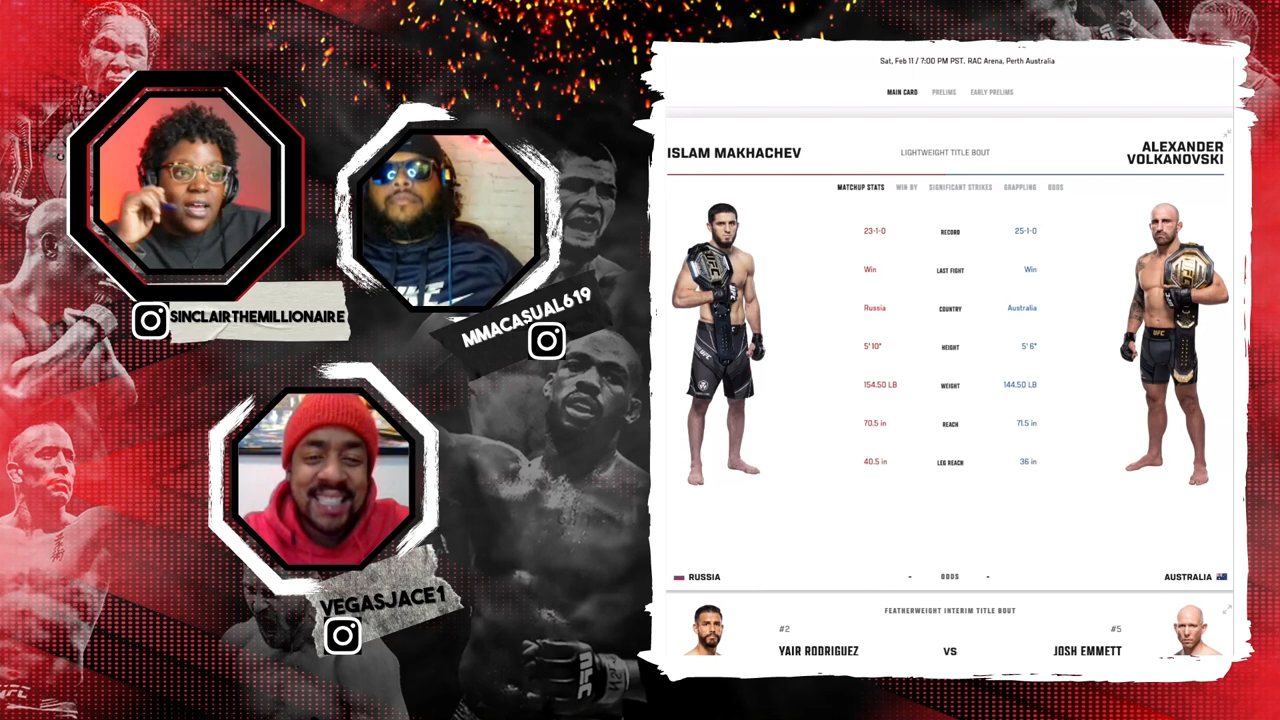 SINCLAIRTHEMILLIONAIRE
MMACASUAL619
VEGASJACE1
Sat, Feb 11 / 7:00 PM PST. RAC Arena, Perth Australia
MAIN CARD PRELIMS EARLY PRELIMS
ISLAM MAKHACHEV LIGHTWEIGHT TITLE BOUT ALEXANDER
VOLKANOVSKI
MATCHUP STATS WIN BY SIGNIFICANT STRIKES GRAPPLING ODDS
23-1-0 RECORD 25-1-0
Win LAST FIGHT Win
Russia COUNTRY Australia
5' 10" HEIGHT 5' 6"
154.50 LB WEIGHT 144.50 LB
70.5 in REACH 71.5 in
40.5 in LEG REACH 36 in
RUSSIA - ODDS - AUSTRALIA
FEATHERWEIGHT INTERIM TITLE BOUT
#2 #5
YAIR RODRIGUEZ VS JOSH EMMETT
UFC
UFC